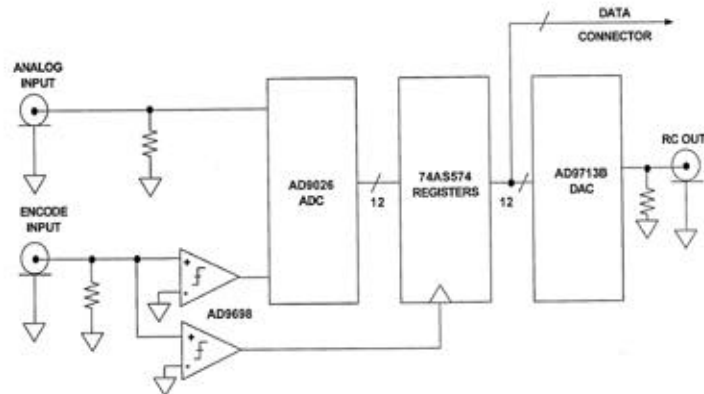 DATA
CONNECTOR
ANALOG
INPUT
RC OUT
AD9026
ADC
12
74AS574
REGISTERS
12
AD9713B
DAC
ENCODE
INPUT
+
-
AD9698
+
-